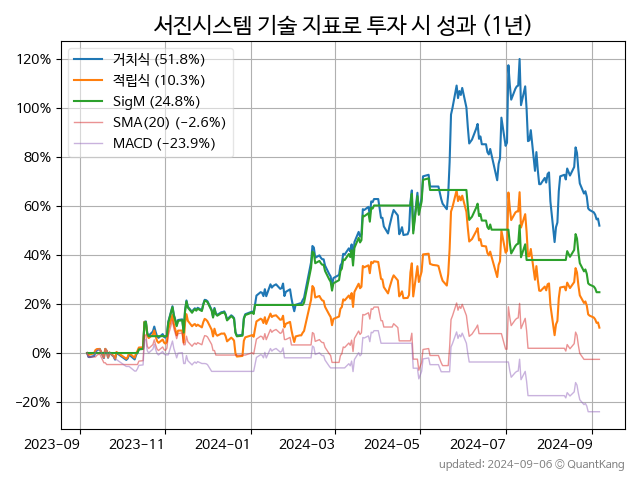 서진시스템 기술 지표로 투자 시 성과 (1년)
거치식 (51.8%)
적립식 (10.3%)
SigM (24.8%)
SMA(20) (−2.6%)
MACD (−23.9%)
120%
100%
80%
60%
40%
20%
0%
−20%
2023-09
2023-11
2024-01
2024-03
2024-05
2024-07
2024-09
updated: 2024-09-06 © QuantKang